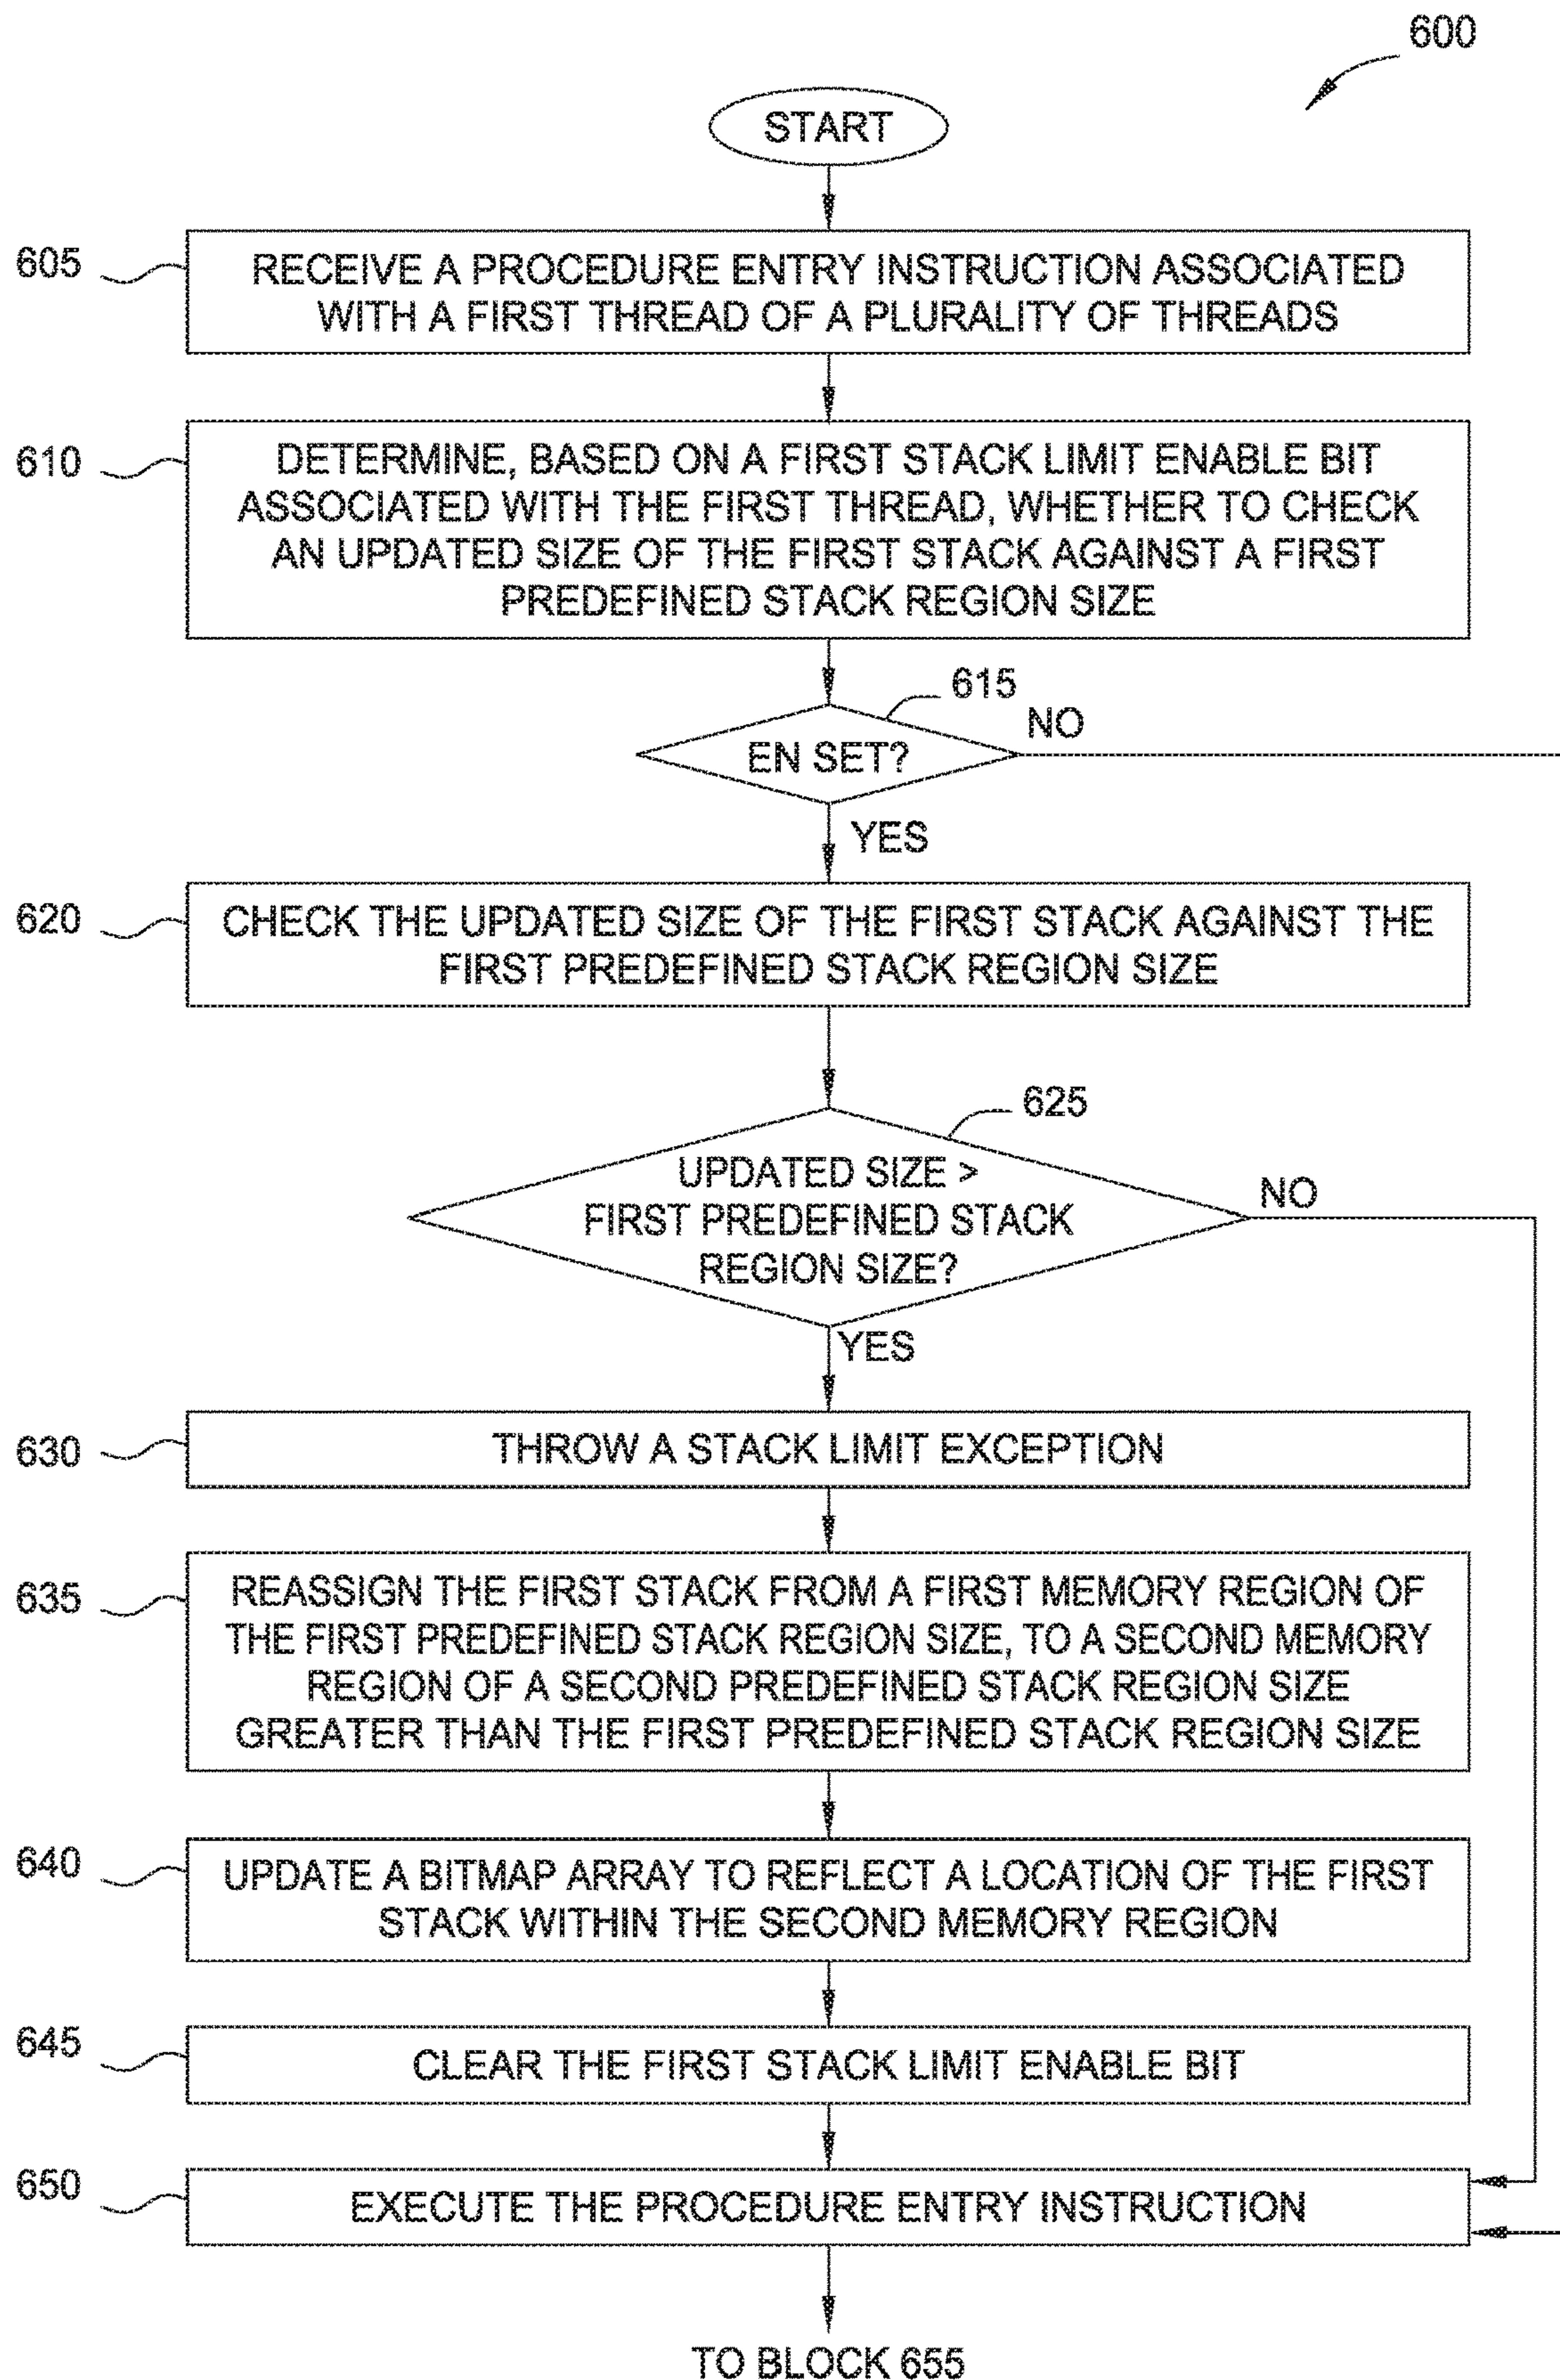 600
START
605
RECEIVE A PROCEDURE ENTRY INSTRUCTION ASSOCIATED
WITH A FIRST THREAD OF A PLURALITY OF THREADS
610
DETERMINE, BASED ON A FIRST STACK LIMIT ENABLE BIT
ASSOCIATED WITH THE FIRST THREAD, WHETHER TO CHECK
AN UPDATED SIZE OF THE FIRST STACK AGAINST A FIRST
PREDEFINED STACK REGION SIZE
615
EN SET?
NO
YES
620
CHECK THE UPDATED SIZE OF THE FIRST STACK AGAINST THE
FIRST PREDEFINED STACK REGION SIZE
625
UPDATED SIZE >
FIRST PREDEFINED STACK
REGION SIZE?
NO
YES
630
THROW A STACK LIMIT EXCEPTION
635
REASSIGN THE FIRST STACK FROM A FIRST MEMORY REGION OF
THE FIRST PREDEFINED STACK REGION SIZE, TO A SECOND MEMORY
REGION OF A SECOND PREDEFINED STACK REGION SIZE
GREATER THAN THE FIRST PREDEFINED STACK REGION SIZE
640
UPDATE A BITMAP ARRAY TO REFLECT A LOCATION OF THE FIRST
STACK WITHIN THE SECOND MEMORY REGION
645
CLEAR THE FIRST STACK LIMIT ENABLE BIT
650
EXECUTE THE PROCEDURE ENTRY INSTRUCTION
TO BLOCK 655